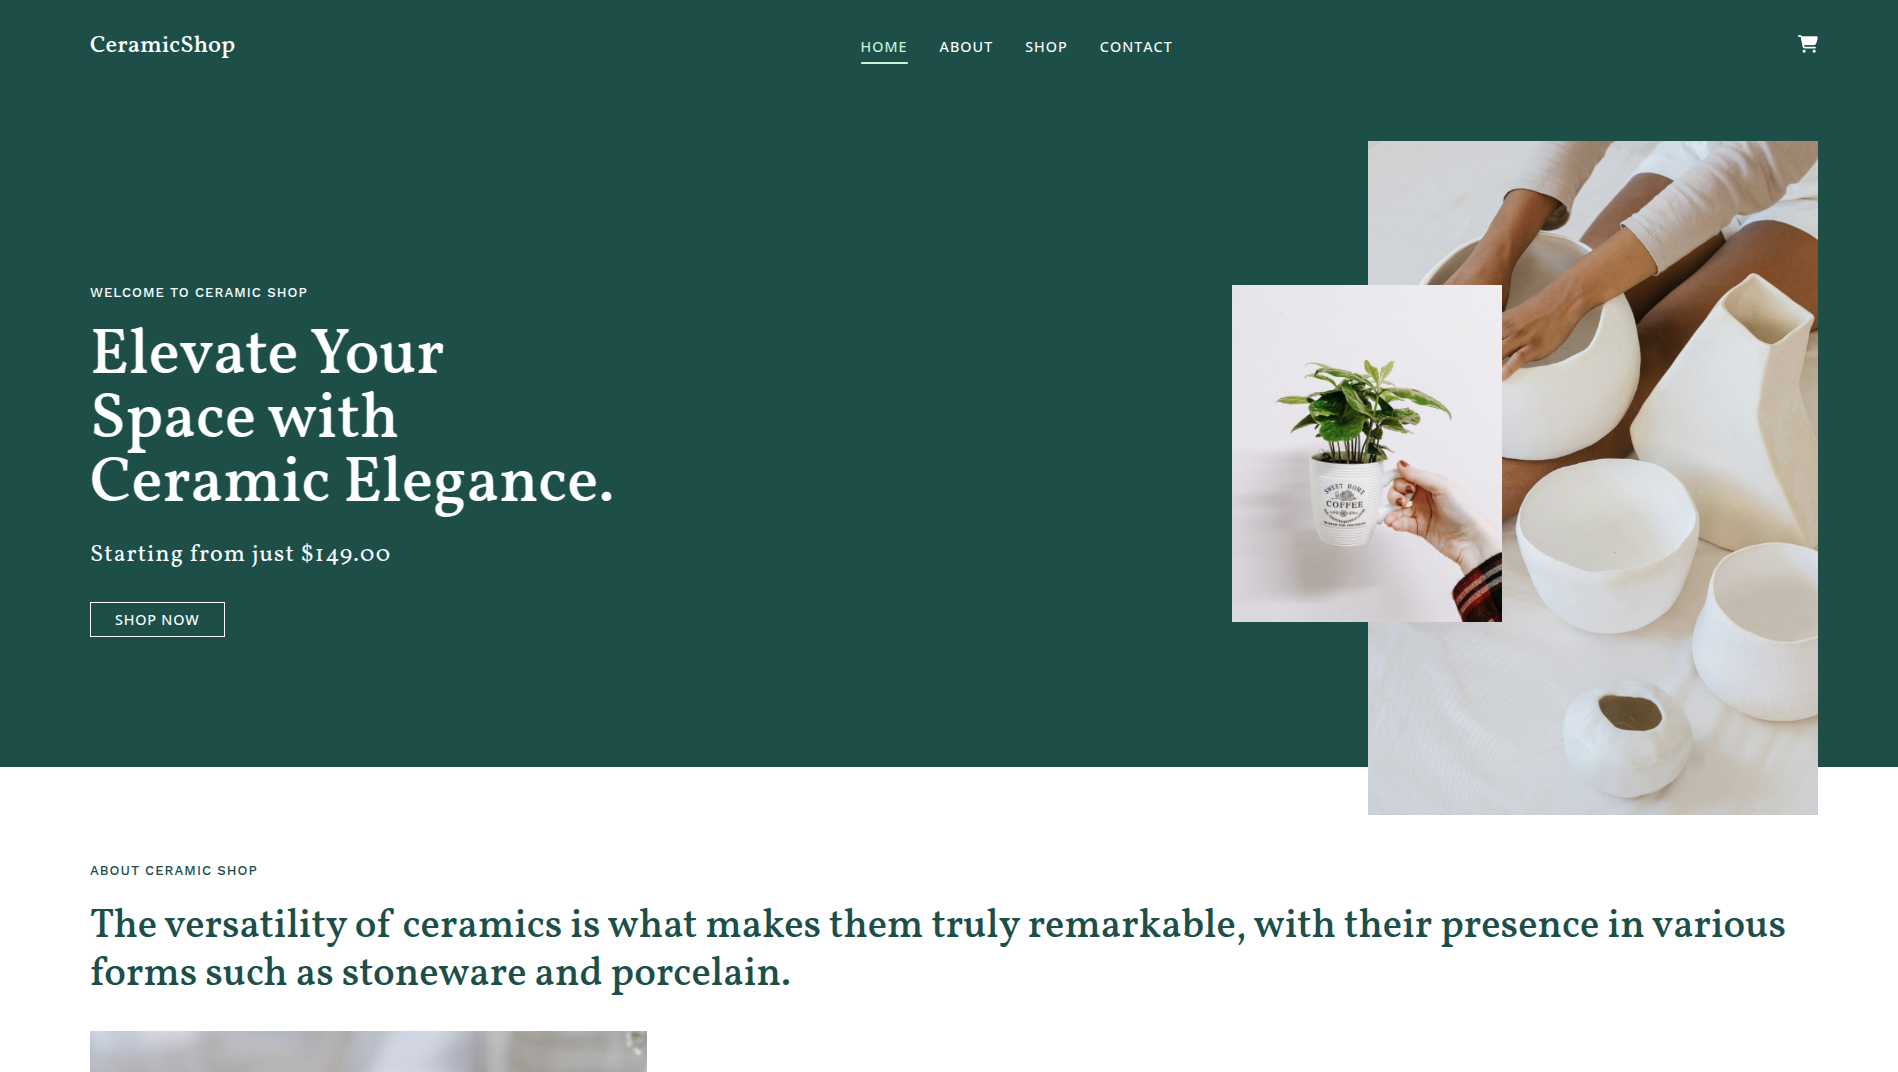 CeramicShop
HOME ABOUT SHOP CONTACT
WELCOME TO CERAMIC SHOP
Elevate Your
Space with
Ceramic Elegance.
Starting from just $149.00
SHOP NOW
SWEET HOME
COFFEE
ABOUT CERAMIC SHOP
The versatility of ceramics is what makes them truly remarkable, with their presence in various
forms such as stoneware and porcelain.